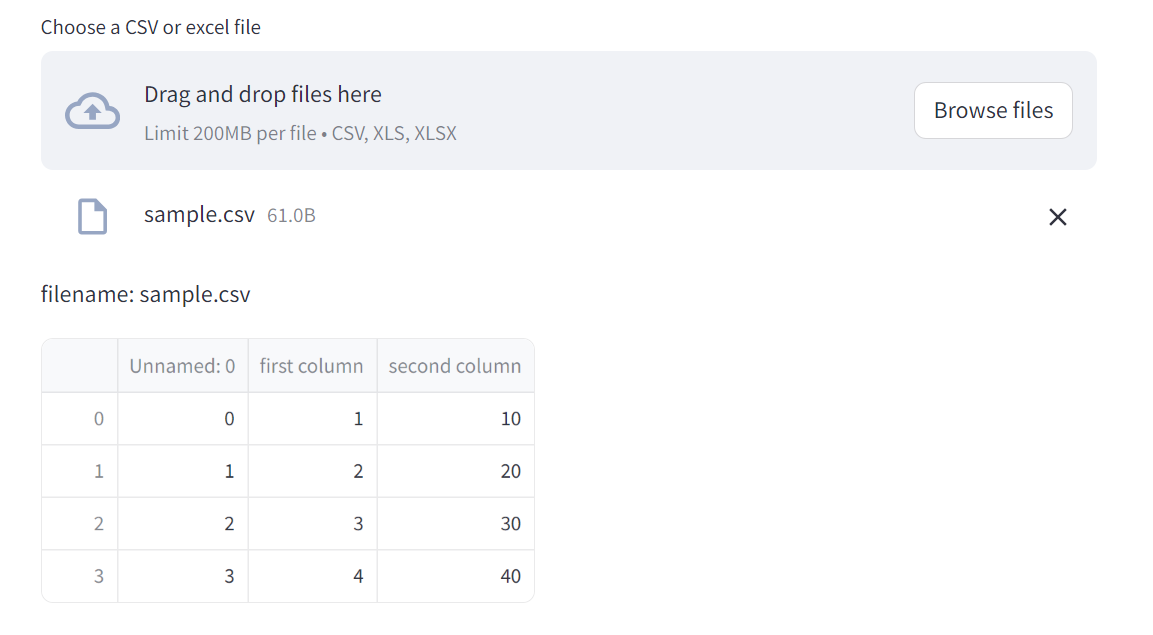 Choose a CSV or excel file
Drag and drop files here
Limit 200MB per file • CSV, XLS, XLSX
Browse files
sample.csv 61.0B
filename: sample.csv
Unnamed: 0 first column second column
0 0 1 10
1 1 2 20
2 2 3 30
3 3 4 40